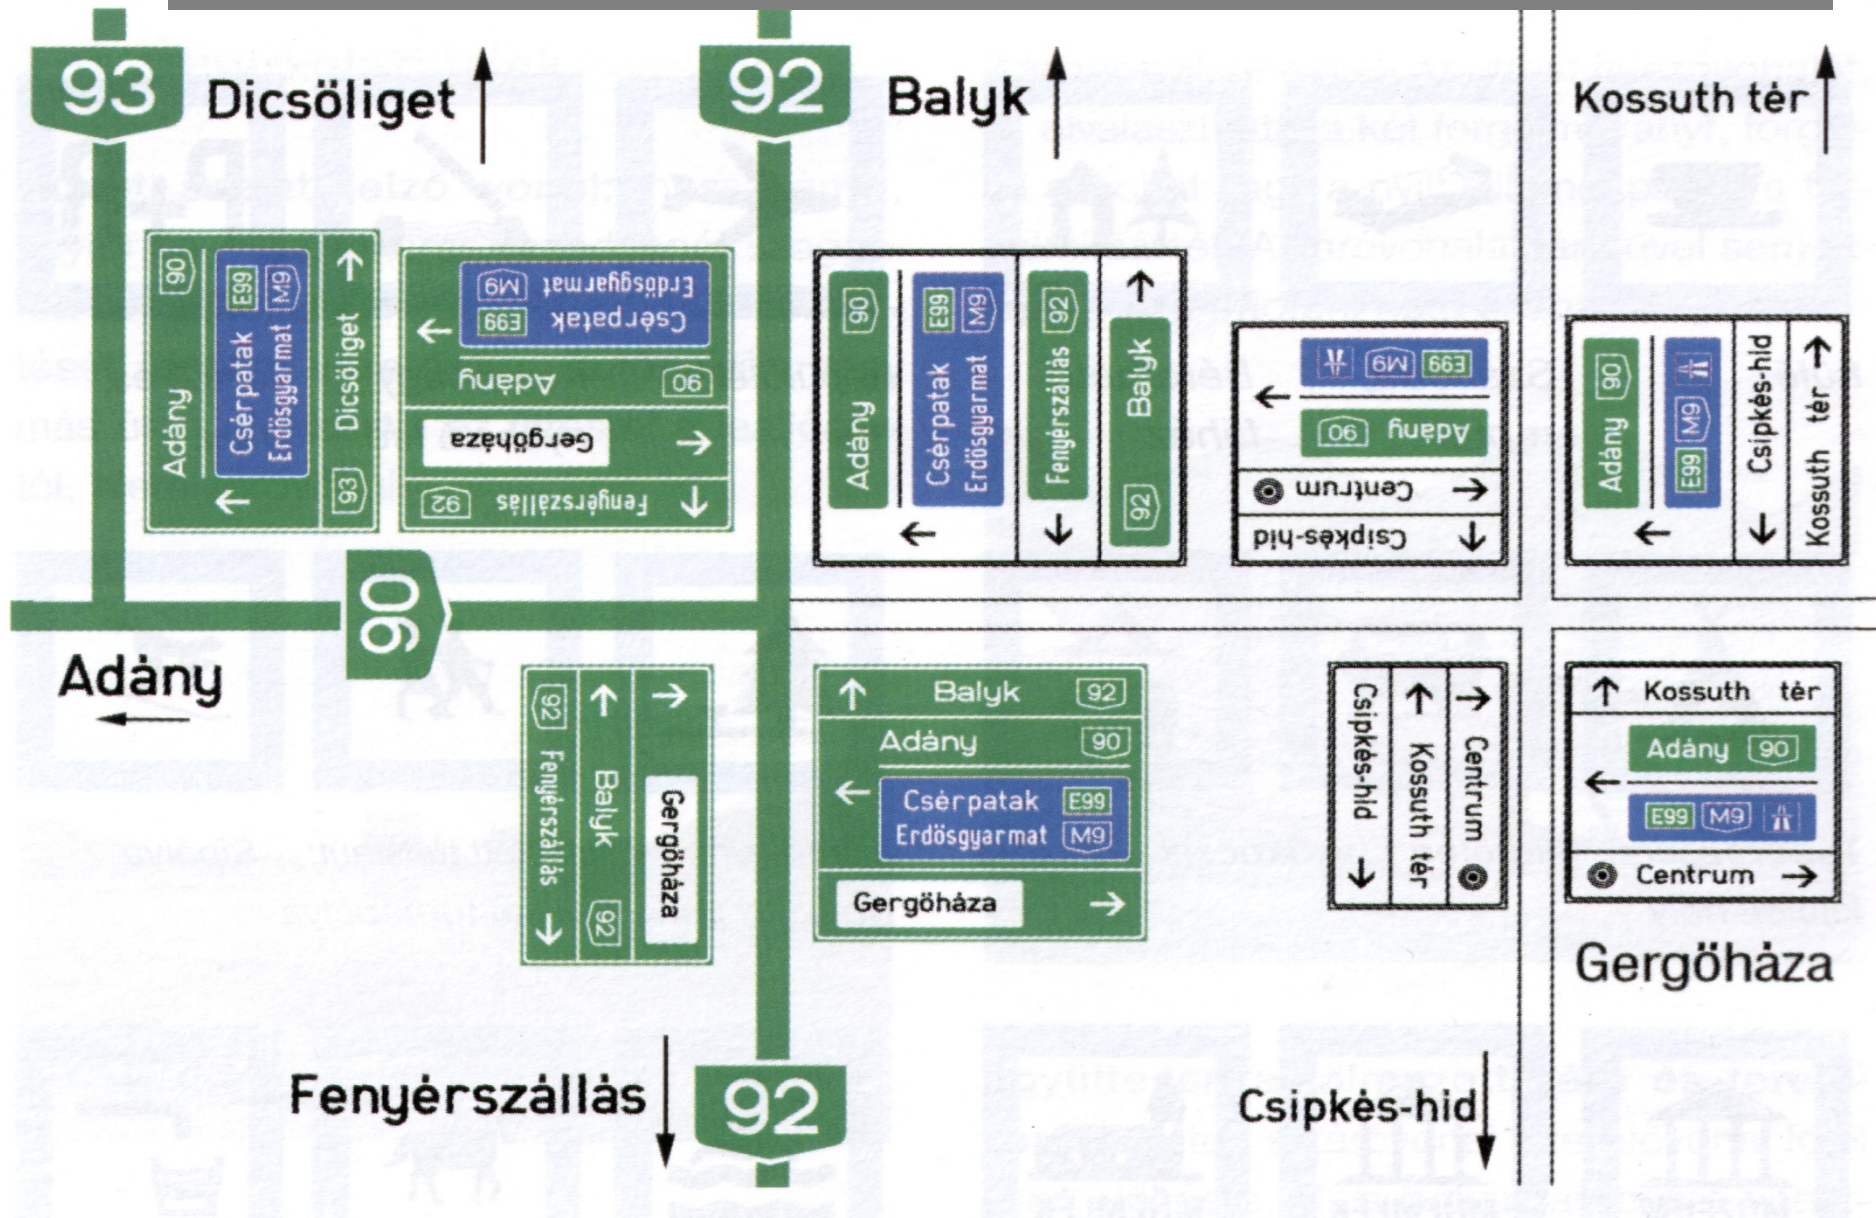 93
Dicsöliget
92
Balyk
Kossuth tér
Adány 90
Csérpatak E99
Erdösgyarmat M9
93 Dicsöliget
Fenyérszállás 92
Gergöháza
Adány 90
Csérpatak E99
Erdösgyarmat M9
Adány 90
Csérpatak E99
Erdösgyarmat M9
Fenyérszállás 92
92 Balyk
Csipkés-hid
Centrum
Adány 90
E99 M9
Adány 90
E99 M9
Csipkés-hid
Kossuth tér
90
Adány
92 Fenyérszállás
Balyk 92
Gergöháza
Balyk 92
Adány 90
Csérpatak E99
Erdösgyarmat M9
Gergöháza
Csipkés-hid
Kossuth tér
Centrum
Kossuth tér
Adány 90
E99 M9
Centrum
Gergöháza
Fenyérszállás
92
Csipkés-hid